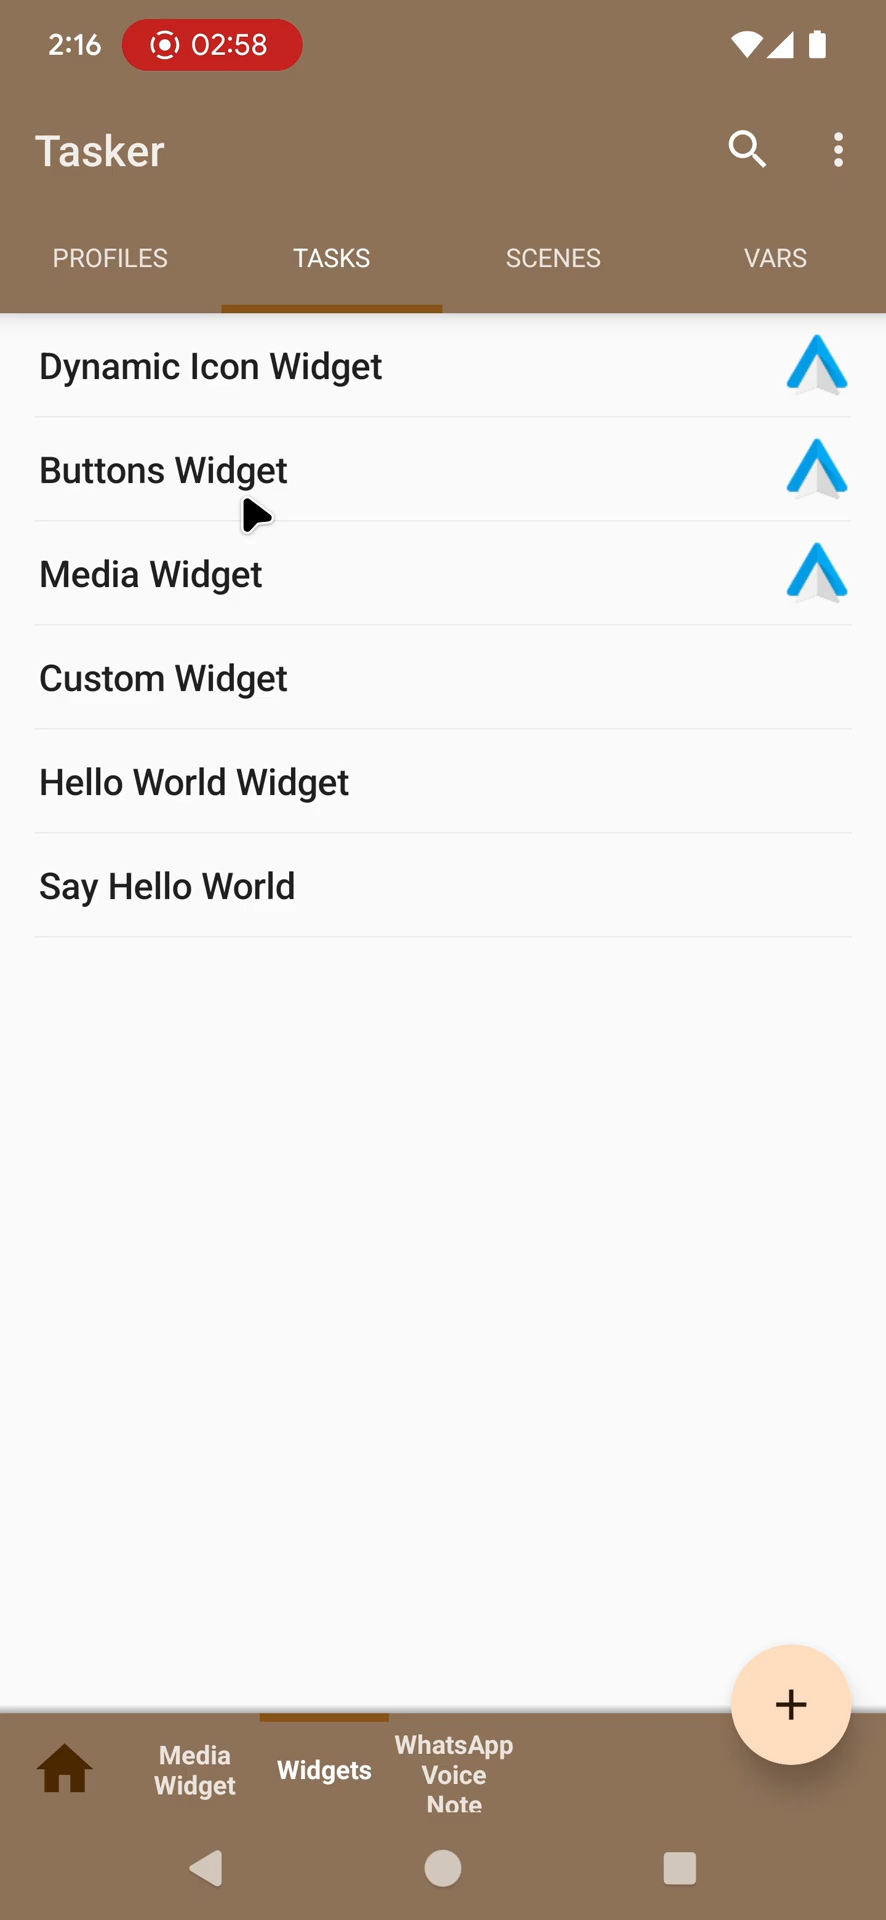 2:16 02:58
Tasker
PROFILES TASKS SCENES VARS
Dynamic Icon Widget
Buttons Widget
Media Widget
Custom Widget
Hello World Widget
Say Hello World
+
Media
Widget
Widgets
WhatsApp
Voice
Note